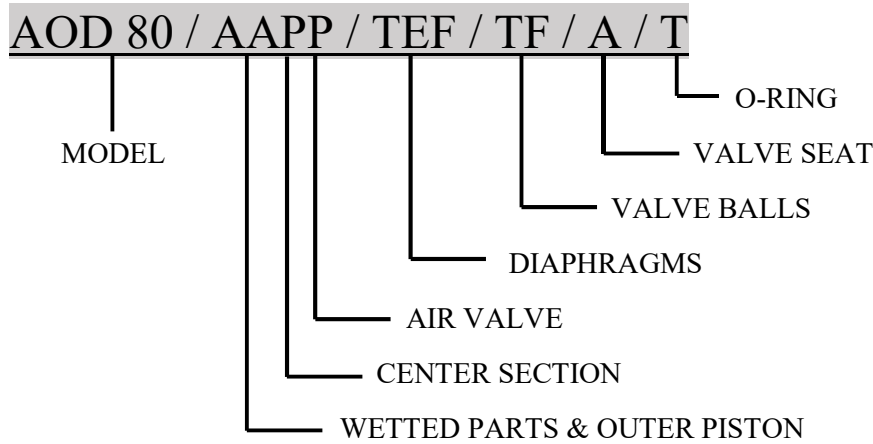 AOD 80 / AAPP / TEF / TF / A / T
O-RING
MODEL
VALVE SEAT
VALVE BALLS
DIAPHRAGMS
AIR VALVE
CENTER SECTION
WETTED PARTS & OUTER PISTON